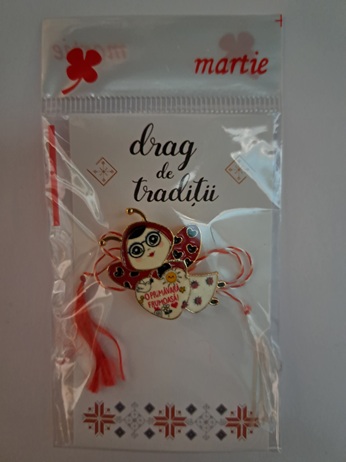 martie
drag
de
tradiții
O PRIMĂVARĂ
FRUMOASĂ!